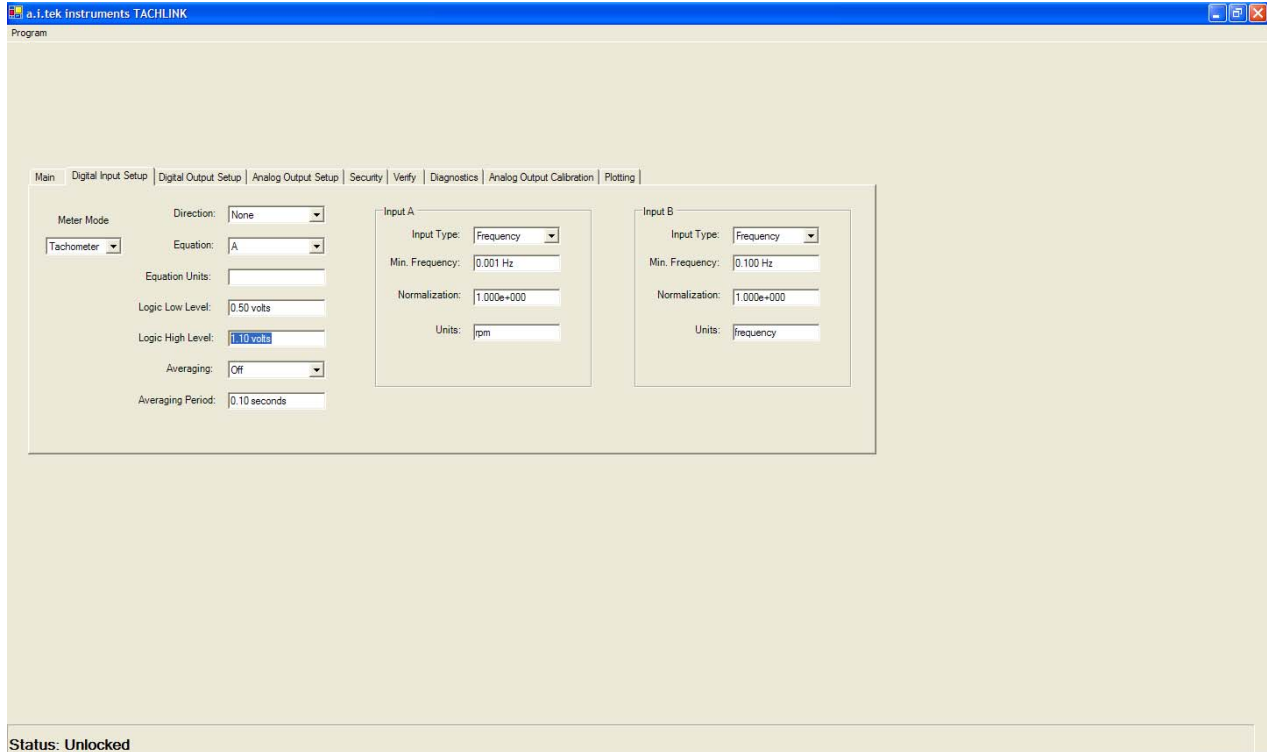 a.i.tek instruments TACHLINK
Program
Main Digital Input Setup Digital Output Setup Analog Output Setup Security Verify Diagnostics Analog Output Calibration Plotting
Meter Mode
Tachometer
Direction: None
Equation: A
Equation Units:
Logic Low Level: 0.50 volts
Logic High Level: 1.10 volts
Averaging: Off
Averaging Period: 0.10 seconds
Input A
Input Type: Frequency
Min. Frequency: 0.001 Hz
Normalization: 1.000e+000
Units: rpm
Input B
Input Type: Frequency
Min. Frequency: 0.100 Hz
Normalization: 1.000e+000
Units: frequency
Status: Unlocked